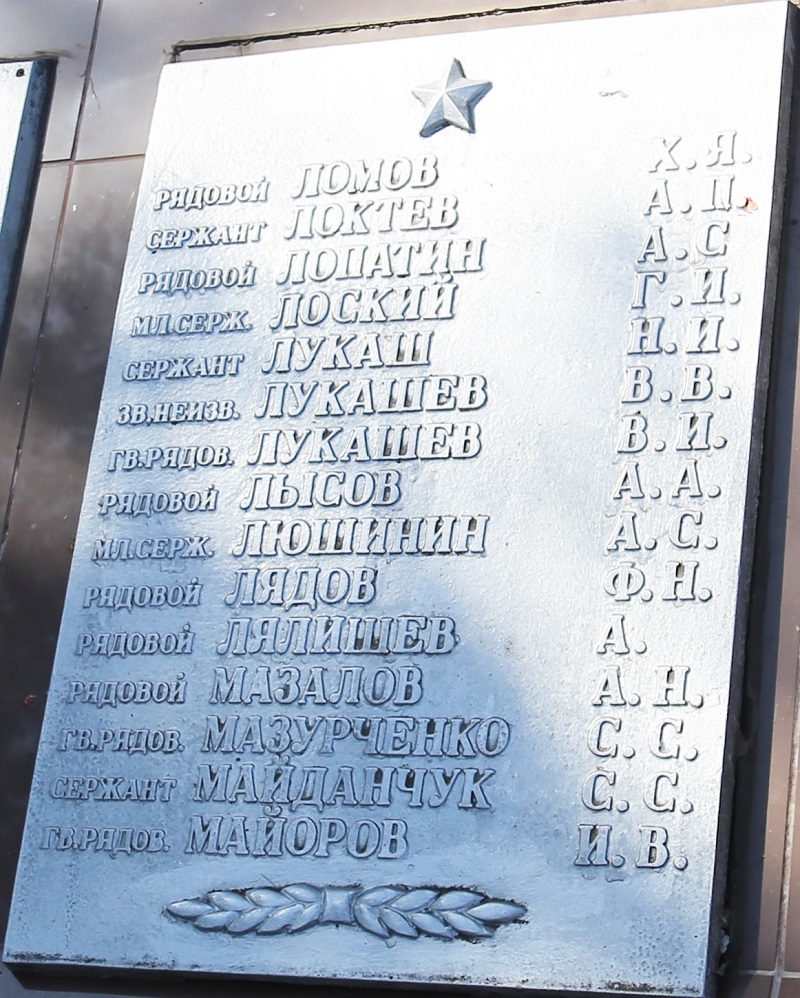 РЯДОВОЙ ЛОМОВ Х.Я.
СЕРЖАНТ ЛОКТЕВ А.П.
РЯДОВОЙ ЛОПАТИН А.С
МЛ.СЕРЖ. ЛОСКИЙ Г.И.
СЕРЖАНТ ЛУКАШ Н.И.
ЗВ.НЕИЗВ. ЛУКАШЕВ В.В.
ГВ.РЯДОВ. ЛУКАШЕВ В.И.
РЯДОВОЙ ЛЫСОВ А.А.
МЛ.СЕРЖ. ЛЮШИНИН А.С.
РЯДОВОЙ ЛЯДОВ Ф.Н.
РЯДОВОЙ ЛЯЛИШЕВ А.
РЯДОВОЙ МАЗАЛОВ А.Н.
ГВ.РЯДОВ. МАЗУРЧЕНКО С.С.
СЕРЖАНТ МАЙДАНЧУК С.С.
ГВ.РЯДОВ. МАЙОРОВ И.В.